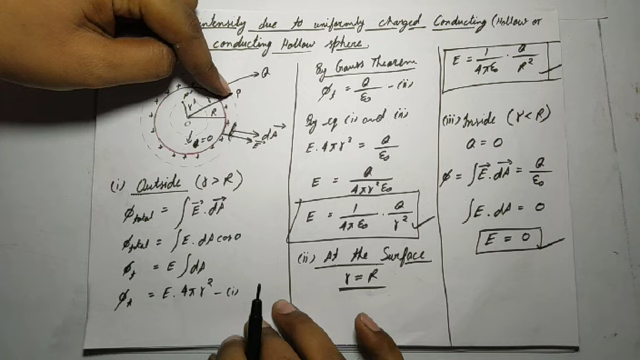 intensity due to uniformly charged Conducting (Hollow or
conducting Hollow sphere
Q
P
r
R
Q=0
E→
dA→
(i) Outside (r > R)
ϕtotal = ∫ E→ . dA→
ϕtotal = ∫ E . dA cos0
ϕt = E ∫ dA
ϕt = E . 4πr² – (i)
By Gauss Theorem
ϕt = Q/ε₀ – (ii)
By eq (i) and (ii)
E . 4πr² = Q/ε₀
E = Q/4πr²ε₀
E = 1/4πε₀ . Q/r²
(ii) At the Surface
r = R
E = 1/4πε₀ . Q/R²
(iii) Inside (r < R)
Q = 0
ϕ = ∫ E→ . dA→ = Q/ε₀
∫ E . dA = 0
E = 0